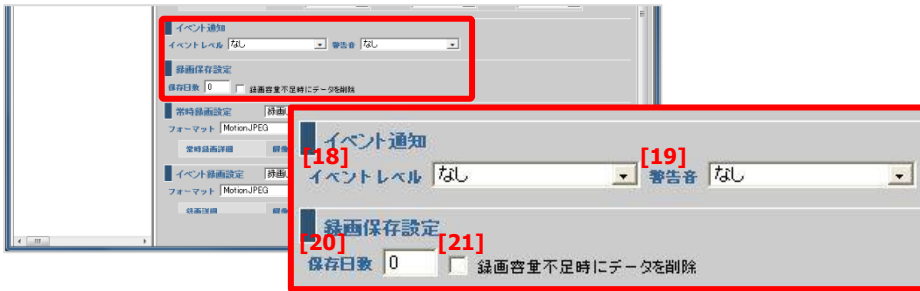 イベント通知
イベントレベル なし 警告音 なし
録画保存設定
保存日数 0 録画容量不足時にデータを削除
常時録画設定
フォーマット MotionJPEG
常時録画詳細
イベント録画設定
フォーマット MotionJPEG
録画詳細
イベント通知
[18] [19]
イベントレベル なし 警告音 なし
録画保存設定
[20] [21]
保存日数 0 録画容量不足時にデータを削除